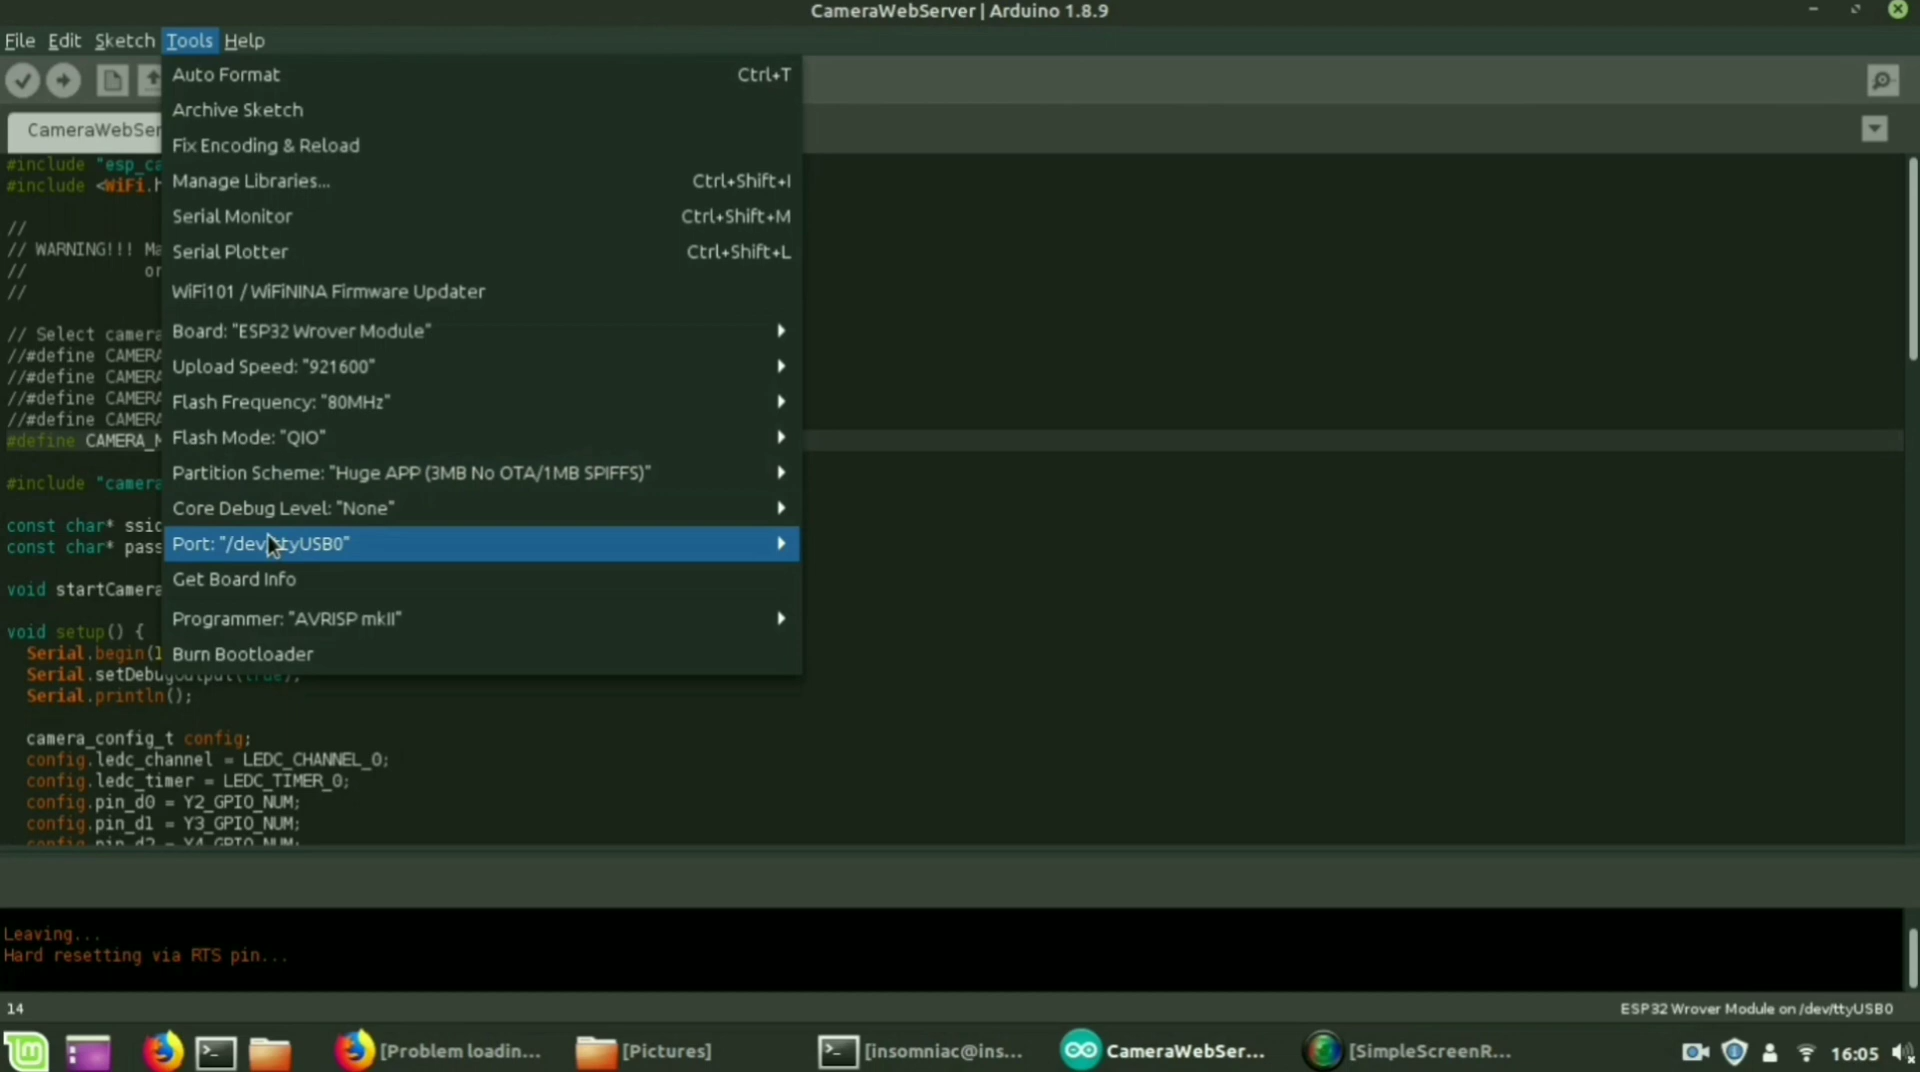 CameraWebServer | Arduino 1.8.9
File Edit Sketch Tools Help
Auto Format Ctrl+T
Archive Sketch
CameraWebSer
Fix Encoding & Reload
#include "esp_ca
Manage Libraries... Ctrl+Shift+I
#include <WiFi.h
Serial Monitor Ctrl+Shift+M
//
// WARNING!!! Ma
Serial Plotter Ctrl+Shift+L
// or
//
WiFi101 / WiFiNINA Firmware Updater
// Select camera
Board: "ESP32 Wrover Module"
//#define CAMERA
Upload Speed: "921600"
//#define CAMERA
//#define CAMERA
Flash Frequency: "80MHz"
//#define CAMERA
#define CAMERA_M
Flash Mode: "QIO"
Partition Scheme: "Huge APP (3MB No OTA/1MB SPIFFS)"
#include "camera
Core Debug Level: "None"
const char* ssid
const char* pass
Port: "/dev/ttyUSB0"
Get Board Info
void startCamera
Programmer: "AVRISP mkII"
void setup() {
Serial.begin(1
Burn Bootloader
Serial.setDebugOutput(true);
Serial.println();
camera_config_t config;
config.ledc_channel = LEDC_CHANNEL_0;
config.ledc_timer = LEDC_TIMER_0;
config.pin_d0 = Y2_GPIO_NUM;
config.pin_d1 = Y3_GPIO_NUM;
config.pin_d2 = Y4_GPIO_NUM;
Leaving...
Hard resetting via RTS pin...
14 ESP32 Wrover Module on /dev/ttyUSB0
[Problem loadin... [Pictures] [insomniac@ins... CameraWebSer... [SimpleScreenR... 16:05